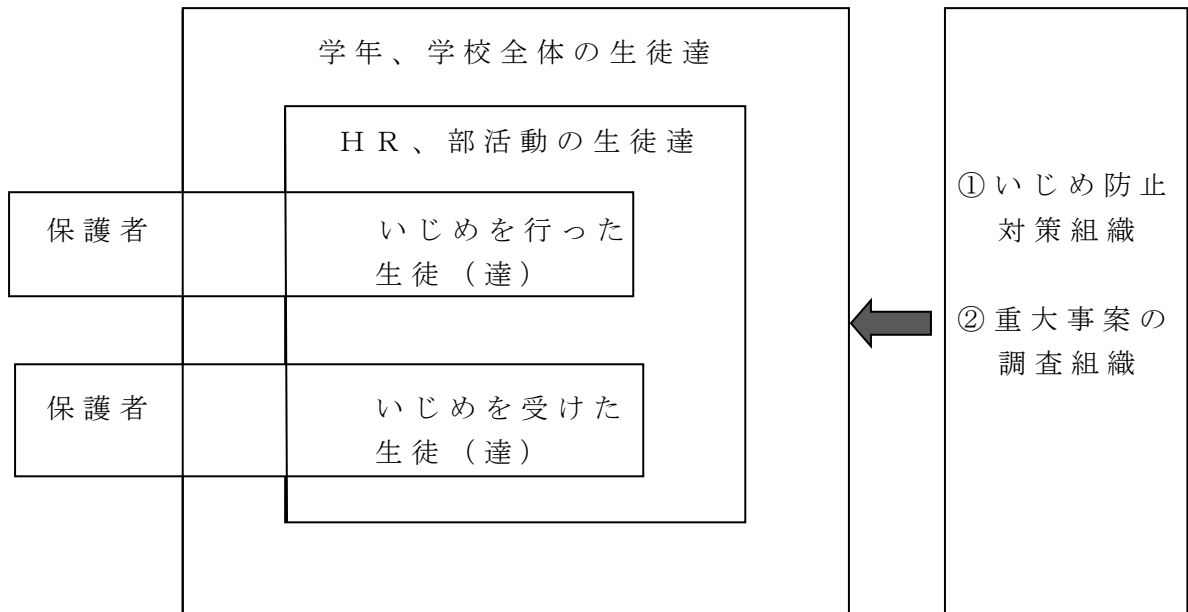 学年、学校全体の生徒達
HR、部活動の生徒達
保護者
いじめを行った
生徒(達)
保護者
いじめを受けた
生徒(達)
①いじめ防止
対策組織
②重大事案の
調査組織